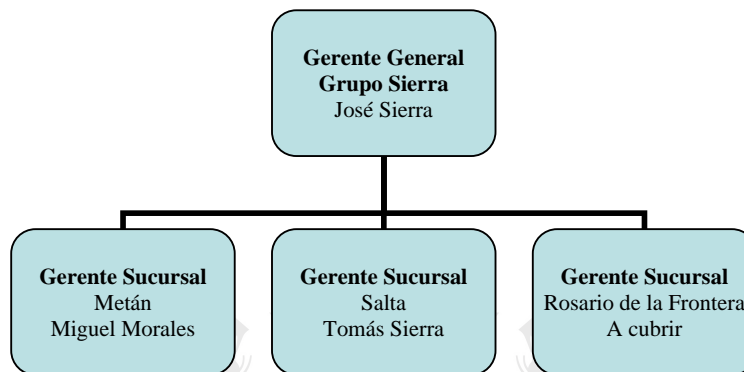 Gerente General
Grupo Sierra
José Sierra
Gerente Sucursal
Metán
Miguel Morales
Gerente Sucursal
Salta
Tomás Sierra
Gerente Sucursal
Rosario de la Frontera
A cubrir